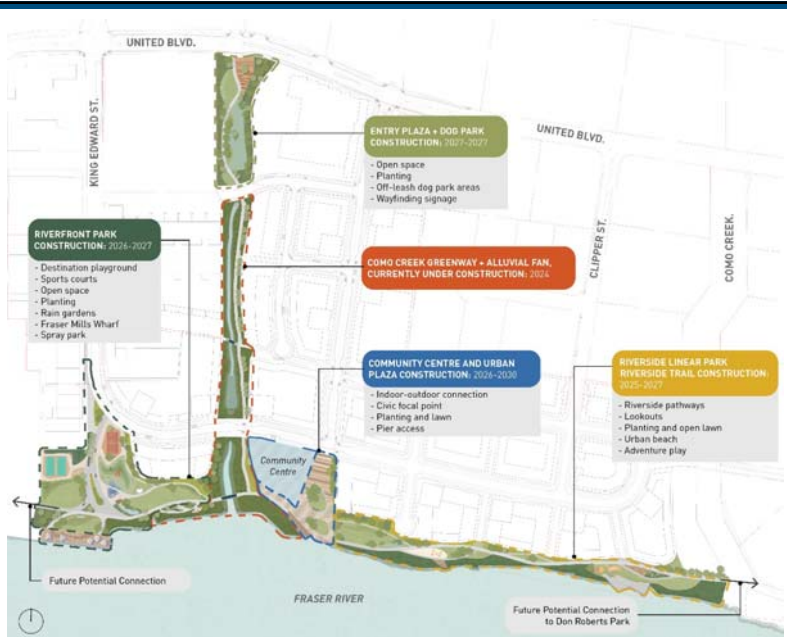 UNITED BLVD.
KING EDWARD ST.
ENTRY PLAZA + DOG PARK
CONSTRUCTION: 2027-2027
- Open space
- Planting
- Off-leash dog park areas
- Wayfinding signage
UNITED BLVD.
CLIPPER ST.
COMO CREEK.
RIVERFRONT PARK
CONSTRUCTION: 2026-2027
- Destination playground
- Sports courts
- Open space
- Planting
- Rain gardens
- Fraser Mills Wharf
- Spray park
COMO CREEK GREENWAY + ALLUVIAL FAN,
CURRENTLY UNDER CONSTRUCTION: 2024
COMMUNITY CENTRE AND URBAN
PLAZA CONSTRUCTION: 2026-2030
- Indoor-outdoor connection
- Civic focal point
- Planting and lawn
- Pier access
RIVERSIDE LINEAR PARK
RIVERSIDE TRAIL CONSTRUCTION:
2025-2027
- Riverside pathways
- Lookouts
- Planting and open lawn
- Urban beach
- Adventure play
Community
Centre
Future Potential Connection
FRASER RIVER
Future Potential Connection
to Don Roberts Park